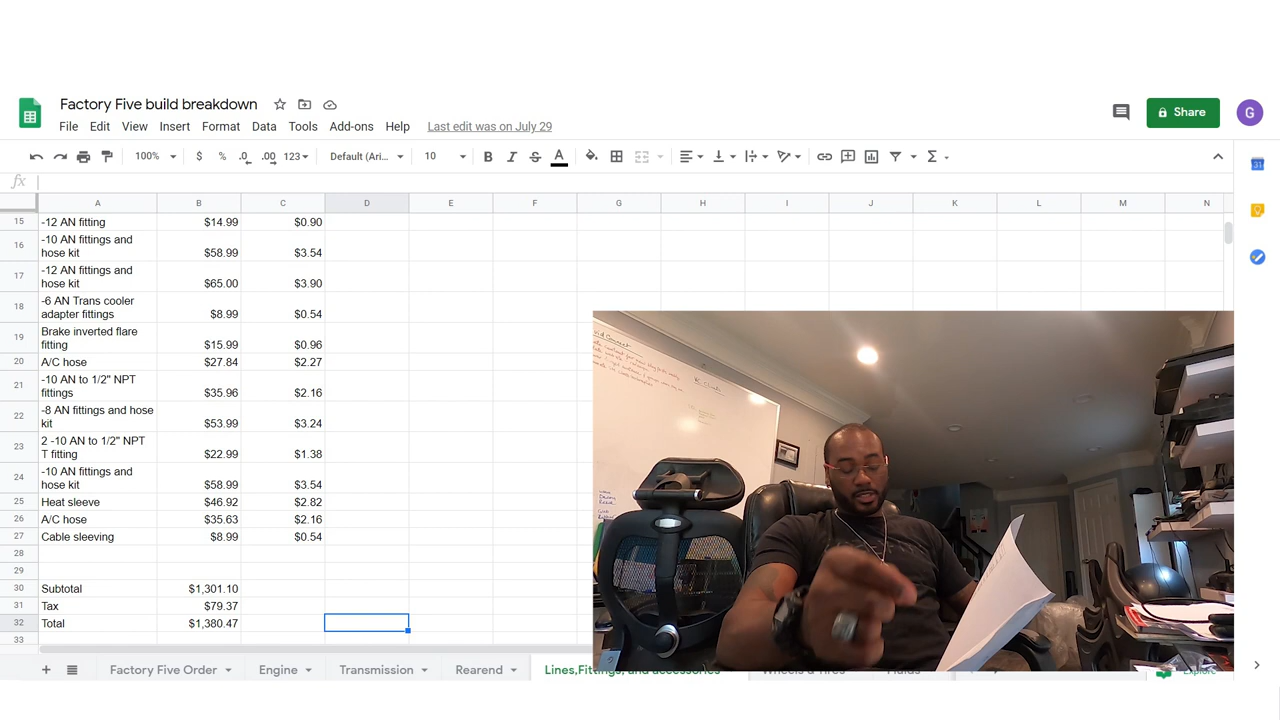 Factory Five build breakdown
File Edit View Insert Format Data Tools Add-ons Help Last edit was on July 29
Share
G
100% $ % .0 .00 123 Default (Ari... 10 B I S A
31
fx
A B C D E F G H I J K L M N
15 -12 AN fitting $14.99 $0.90
16 -10 AN fittings and
hose kit $58.99 $3.54
17 -12 AN fittings and
hose kit $65.00 $3.90
18 -6 AN Trans cooler
adapter fittings $8.99 $0.54
19 Brake inverted flare
fitting $15.99 $0.96
20 A/C hose $27.84 $2.27
21 -10 AN to 1/2" NPT
fittings $35.96 $2.16
22 -8 AN fittings and hose
kit $53.99 $3.24
23 2 -10 AN to 1/2" NPT
T fitting $22.99 $1.38
24 -10 AN fittings and
hose kit $58.99 $3.54
25 Heat sleeve $46.92 $2.82
26 A/C hose $35.63 $2.16
27 Cable sleeving $8.99 $0.54
28
29
30 Subtotal $1,301.10
31 Tax $79.37
32 Total $1,380.47
33
Factory Five Order Engine Transmission Rearend Lines,Fittings, and accessories Wheels & Tires Fluids Explore